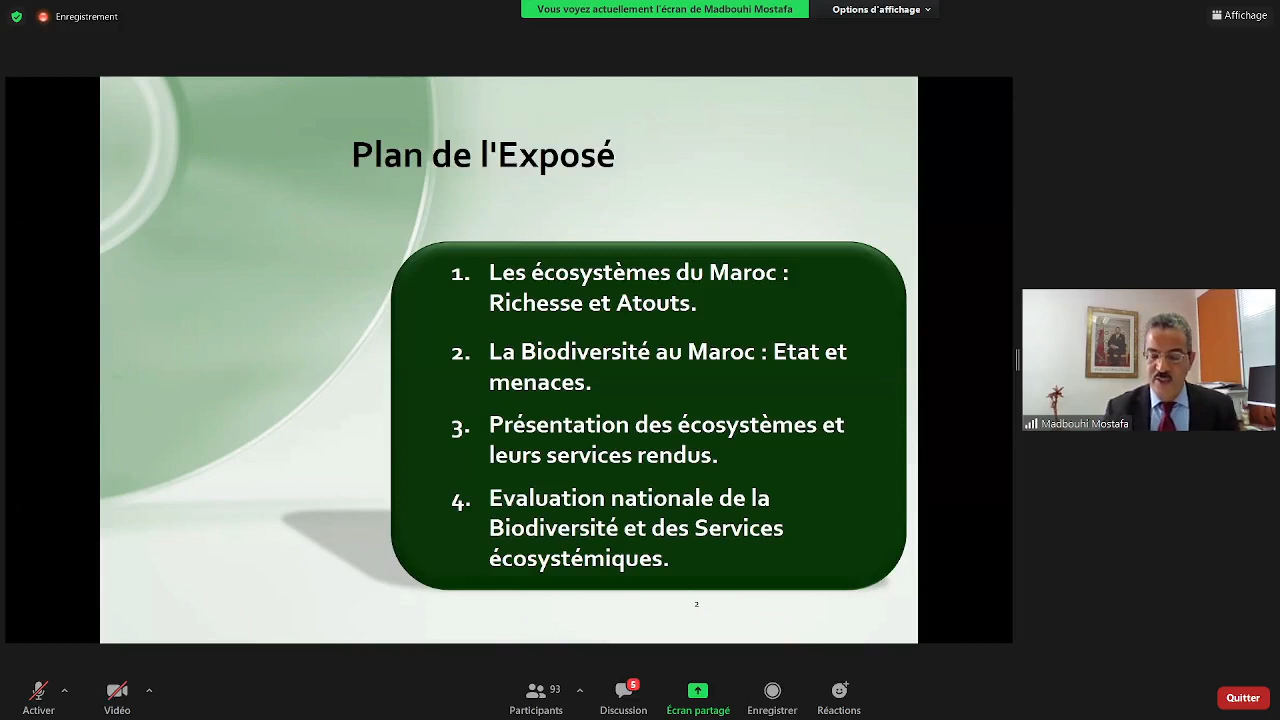 Enregistrement
Vous voyez actuellement l'écran de Madbouhi Mostafa
Options d'affichage
Affichage
Plan de l'Exposé
1. Les écosystèmes du Maroc :
Richesse et Atouts.
2. La Biodiversité au Maroc : Etat et
menaces.
3. Présentation des écosystèmes et
leurs services rendus.
4. Evaluation nationale de la
Biodiversité et des Services
écosystémiques.
2
Madbouhi Mostafa
Activer
Vidéo
93
Participants
5
Discussion
Écran partagé
Enregistrer
Réactions
Quitter